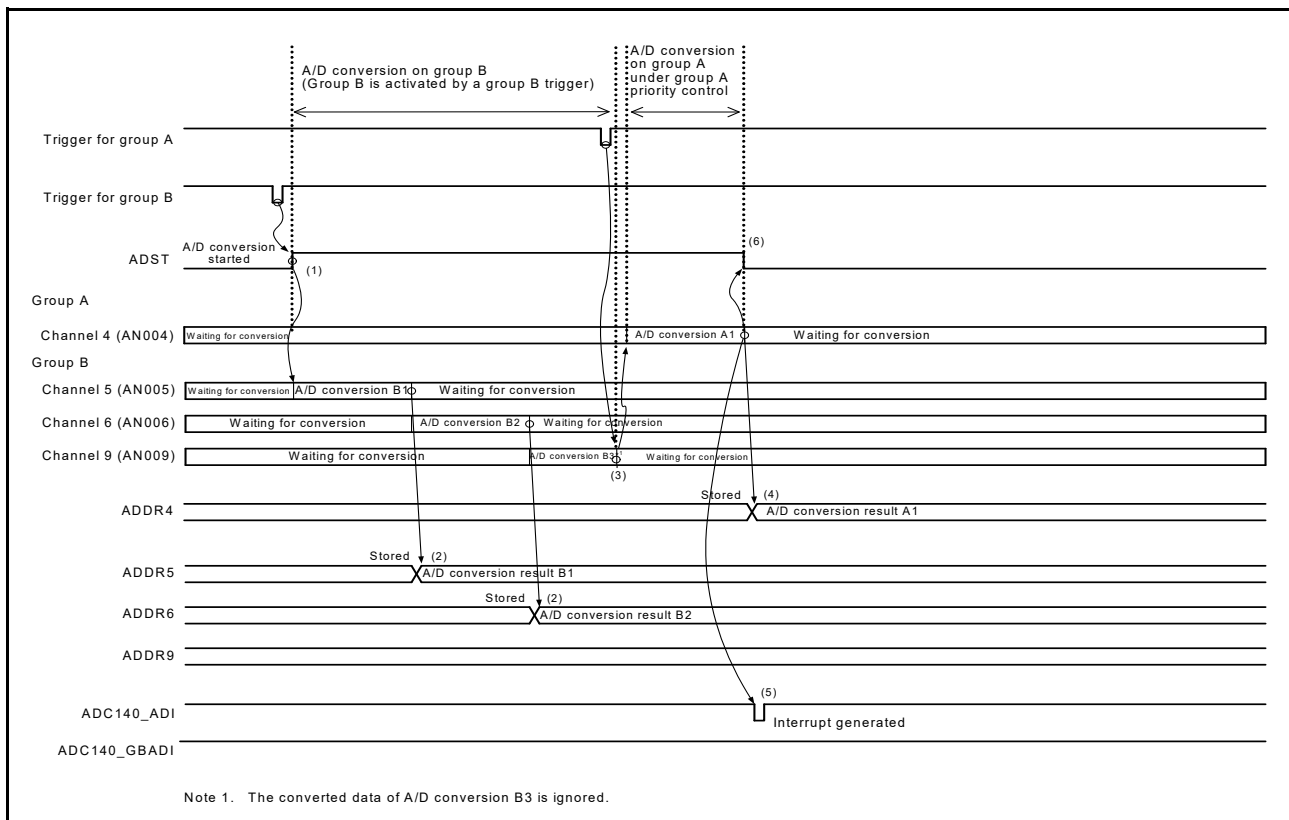 A/D conversion on group B
(Group B is activated by a group B trigger)
A/D conversion
on group A
under group A
priority control
Trigger for group A
Trigger for group B
A/D conversion
started
ADST
(1)
(6)
Group A
Channel 4 (AN004)
Waiting for conversion
A/D conversion A1
Waiting for conversion
Group B
Channel 5 (AN005)
Waiting for conversion
A/D conversion B1
Waiting for conversion
Channel 6 (AN006)
Waiting for conversion
A/D conversion B2
Waiting for conversion
Channel 9 (AN009)
Waiting for conversion
A/D conversion B3*1
Waiting for conversion
(3)
ADDR4
Stored
(4)
A/D conversion result A1
ADDR5
Stored
(2)
A/D conversion result B1
ADDR6
Stored
(2)
A/D conversion result B2
ADDR9
ADC140_ADI
(5)
Interrupt generated
ADC140_GBADI
Note 1. The converted data of A/D conversion B3 is ignored.